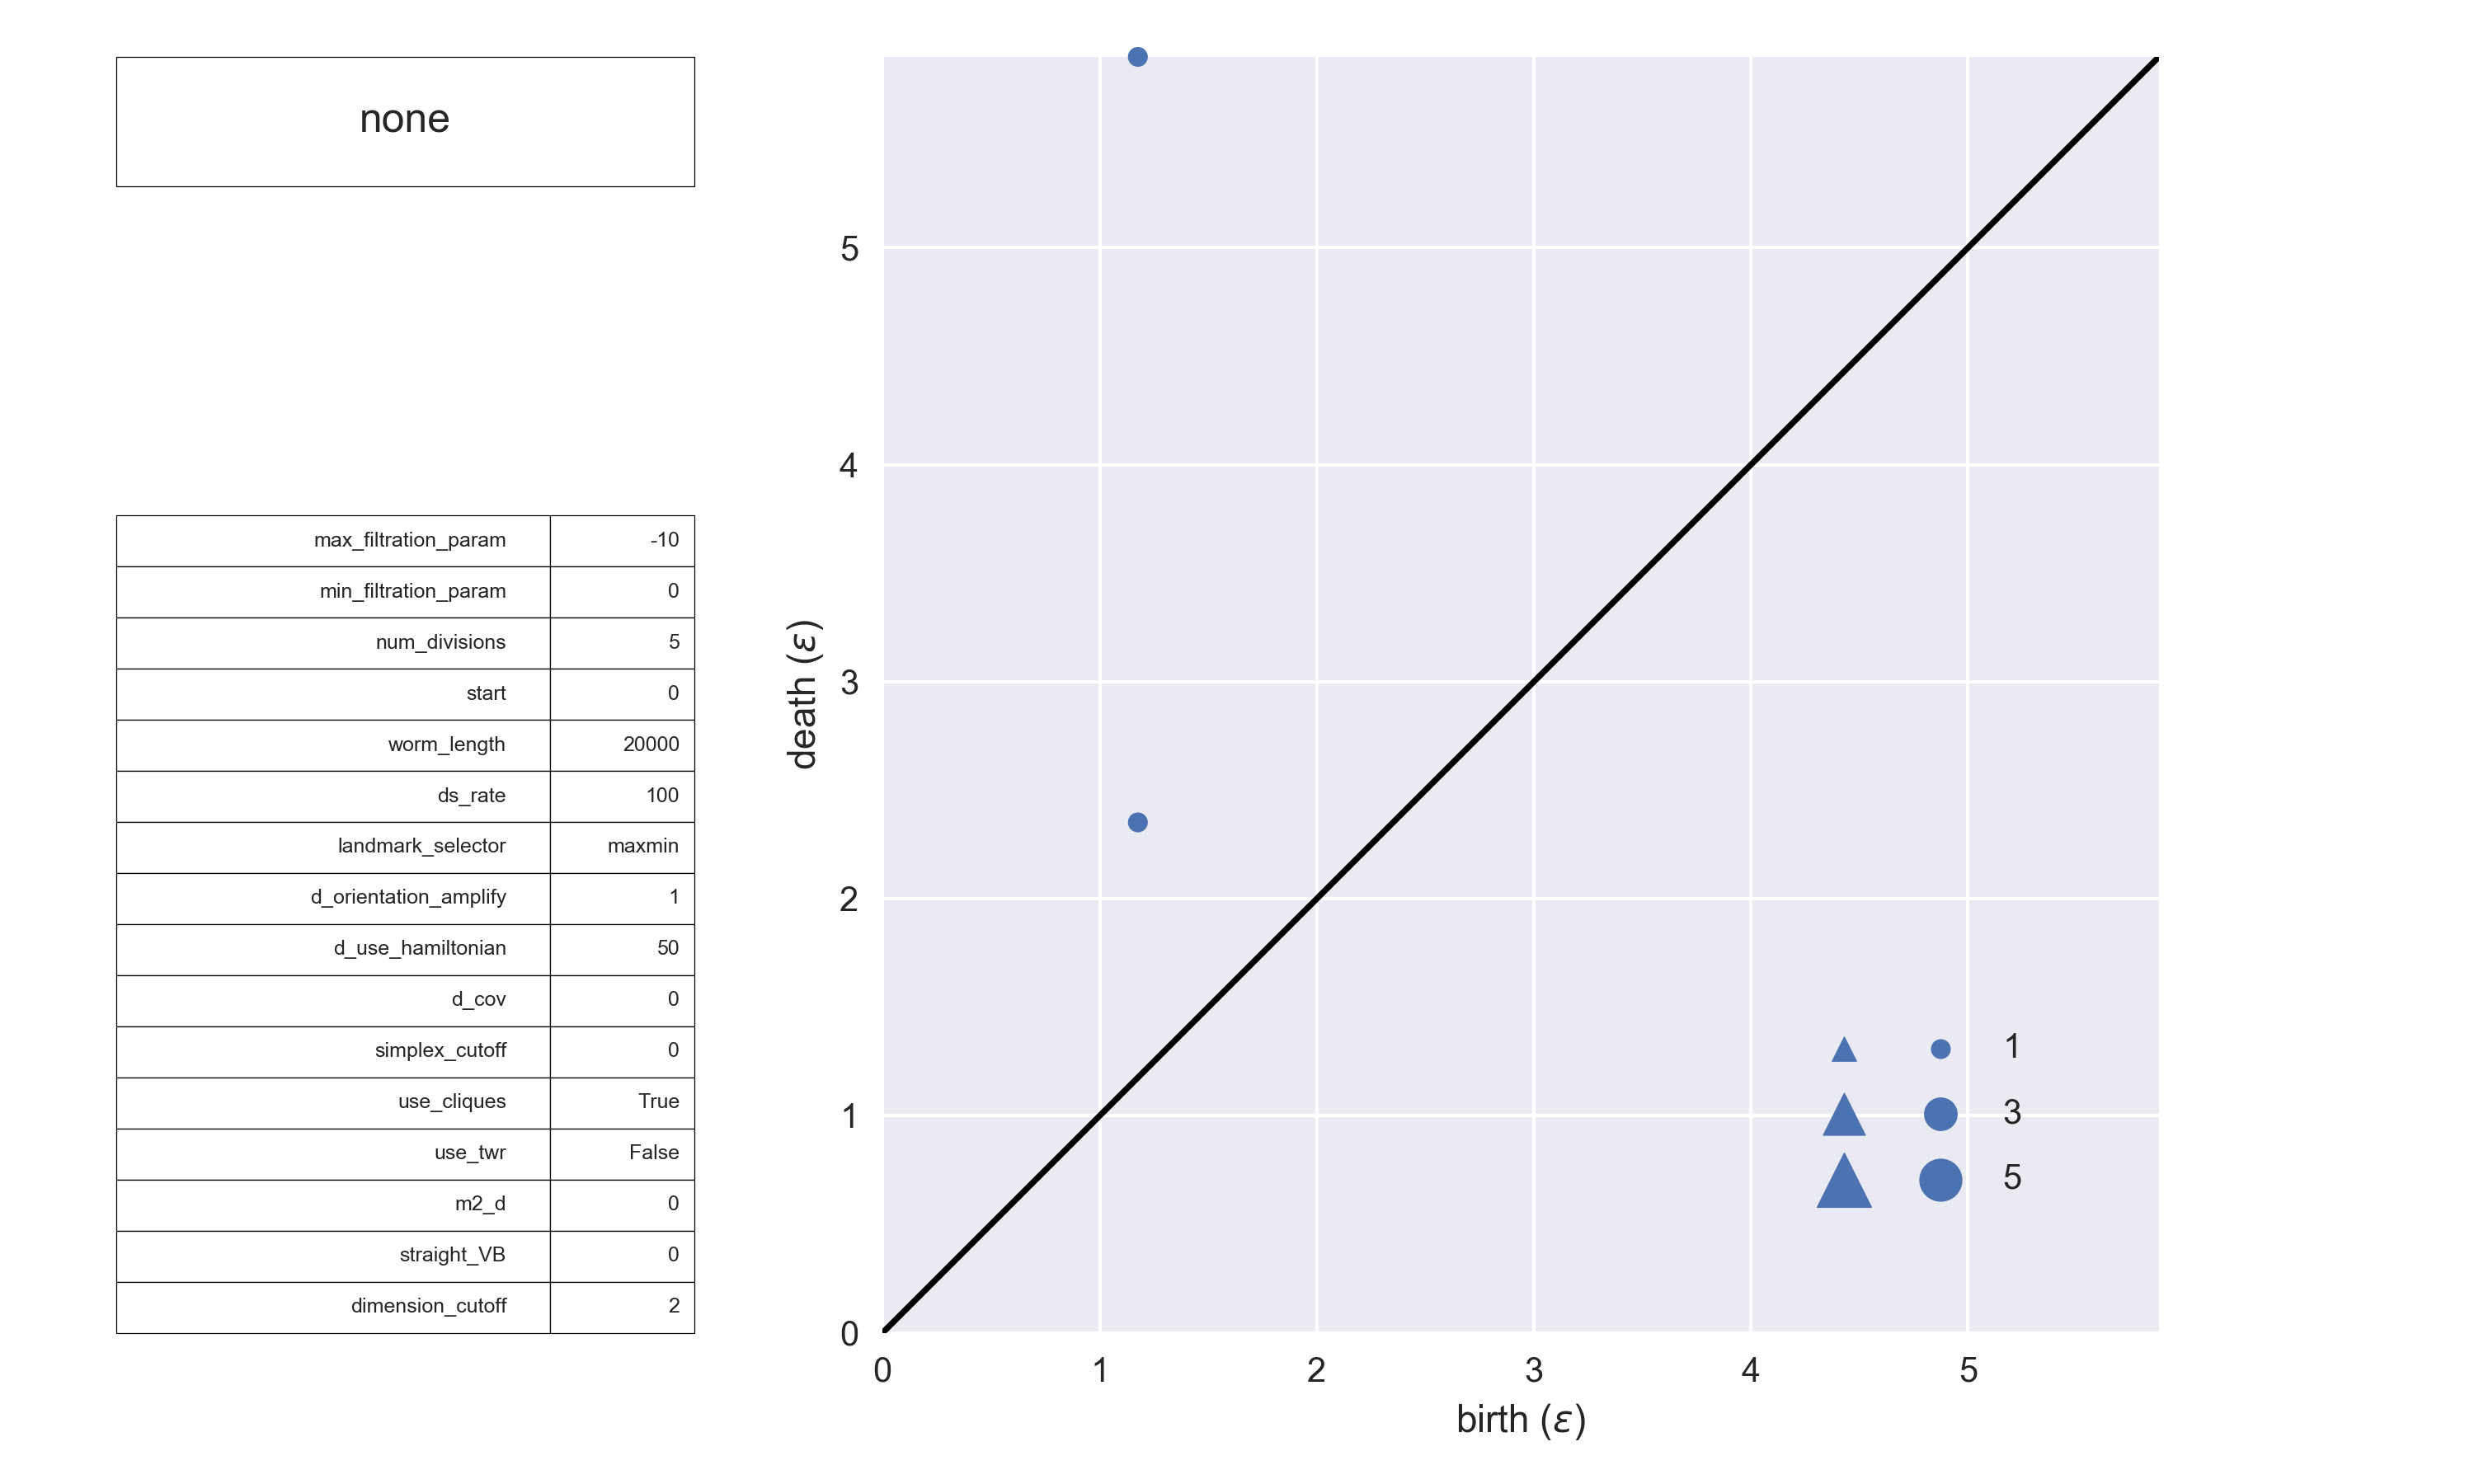 none
max_filtration_param -10
min_filtration_param 0
num_divisions 5
start 0
worm_length 20000
ds_rate 100
landmark_selector maxmin
d_orientation_amplify 1
d_use_hamiltonian 50
d_cov 0
simplex_cutoff 0
use_cliques True
use_twr False
m2_d 0
straight_VB 0
dimension_cutoff 2
death (ε)
5
4
3
2
1
0
1
3
5
0 1 2 3 4 5
birth (ε)